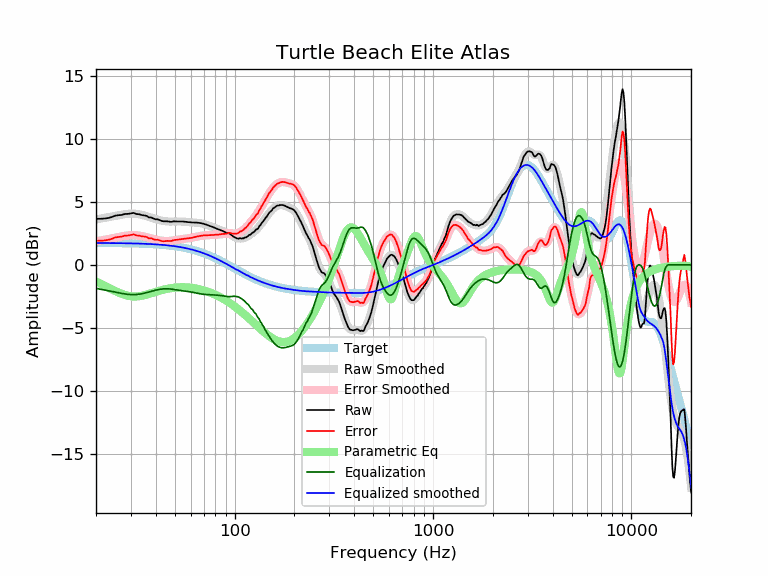 Turtle Beach Elite Atlas
15
10
5
0
−5
−10
−15
Amplitude (dBr)
100
1000
10000
Frequency (Hz)
Target
Raw Smoothed
Error Smoothed
Raw
Error
Parametric Eq
Equalization
Equalized smoothed